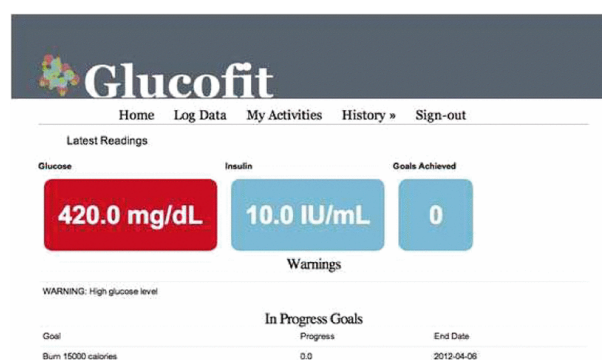 Glucofit
Home Log Data My Activities History » Sign-out
Latest Readings
Glucose Insulin Goals Achieved
420.0 mg/dL 10.0 IU/mL 0
Warnings
WARNING: High glucose level
In Progress Goals
Goal Progress End Date
Burn 15000 calories 0.0 2012-04-06